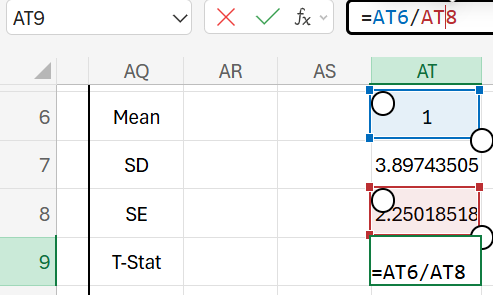 AT9 fx =AT6/AT8
AQ AR AS AT
6 Mean 1
7 SD 3.89743505
8 SE 2.25018518
9 T-Stat =AT6/AT8